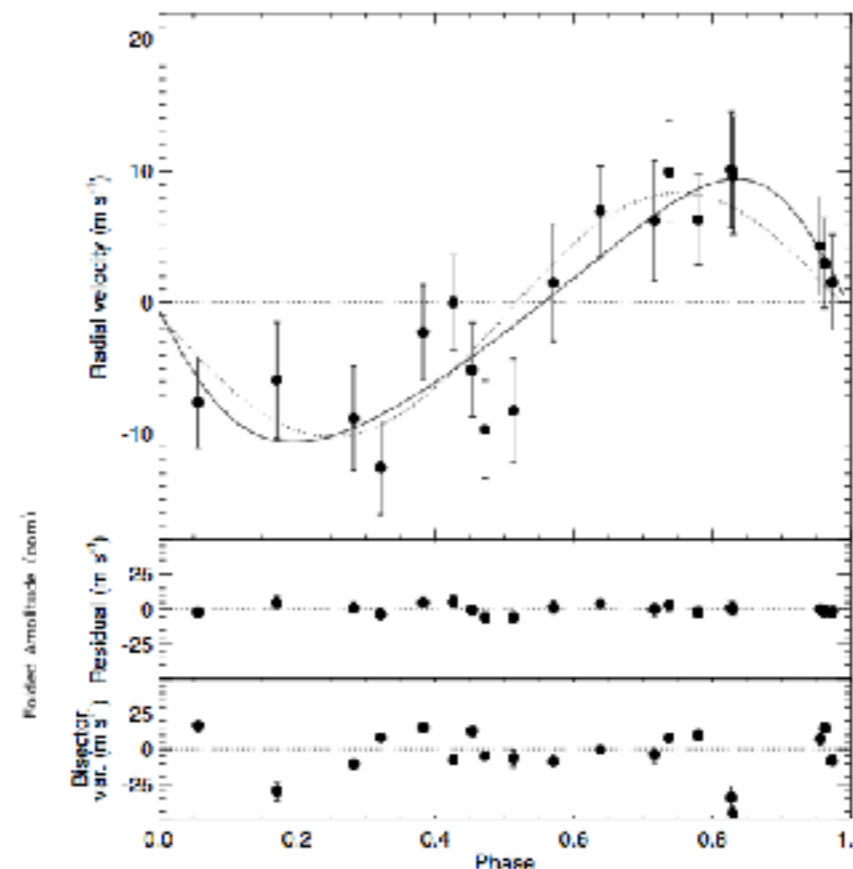 20
10
0
-10
Radial velocity (m s⁻¹)
25
0
-25
Residual (m s⁻¹)
25
0
-25
Bisector
var. (m s⁻¹)
0.0 0.2 0.4 0.6 0.8 1.
Phase